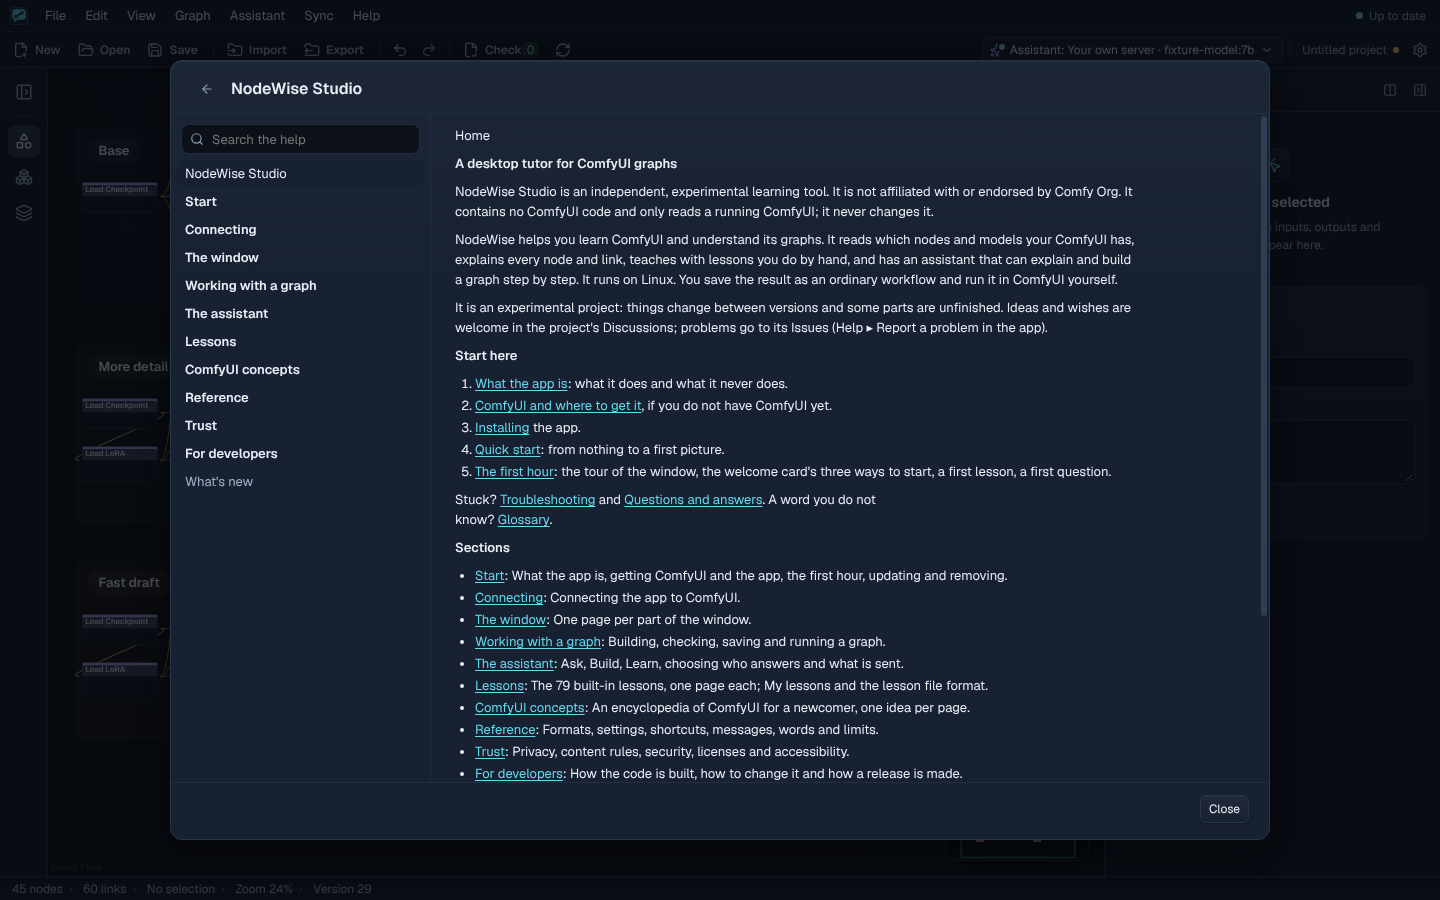 File Edit View Graph Assistant Sync Help
Up to date
New Open Save Import Export Check 0
Assistant: Your own server · fixture-model:7b
Untitled project
NodeWise Studio
Search the help
NodeWise Studio
Start
Connecting
The window
Working with a graph
The assistant
Lessons
ComfyUI concepts
Reference
Trust
For developers
What's new
Home
A desktop tutor for ComfyUI graphs
NodeWise Studio is an independent, experimental learning tool. It is not affiliated with or endorsed by Comfy Org. It
contains no ComfyUI code and only reads a running ComfyUI; it never changes it.
NodeWise helps you learn ComfyUI and understand its graphs. It reads which nodes and models your ComfyUI has,
explains every node and link, teaches with lessons you do by hand, and has an assistant that can explain and build
a graph step by step. It runs on Linux. You save the result as an ordinary workflow and run it in ComfyUI yourself.
It is an experimental project: things change between versions and some parts are unfinished. Ideas and wishes are
welcome in the project's Discussions; problems go to its Issues (Help ▸ Report a problem in the app).
Start here
1. What the app is: what it does and what it never does.
2. ComfyUI and where to get it, if you do not have ComfyUI yet.
3. Installing the app.
4. Quick start: from nothing to a first picture.
5. The first hour: the tour of the window, the welcome card's three ways to start, a first lesson, a first question.
Stuck? Troubleshooting and Questions and answers. A word you do not
know? Glossary.
Sections
• Start: What the app is, getting ComfyUI and the app, the first hour, updating and removing.
• Connecting: Connecting the app to ComfyUI.
• The window: One page per part of the window.
• Working with a graph: Building, checking, saving and running a graph.
• The assistant: Ask, Build, Learn, choosing who answers and what is sent.
• Lessons: The 79 built-in lessons, one page each; My lessons and the lesson file format.
• ComfyUI concepts: An encyclopedia of ComfyUI for a newcomer, one idea per page.
• Reference: Formats, settings, shortcuts, messages, words and limits.
• Trust: Privacy, content rules, security, licenses and accessibility.
• For developers: How the code is built, how to change it and how a release is made.
Close
Base
Load Checkpoint
More detail
Load Checkpoint
Load LoRA
Fast draft
Load Checkpoint
Load LoRA
selected
inputs, outputs and
pear here.
React Flow
45 nodes · 60 links · No selection · Zoom 24% · Version 29